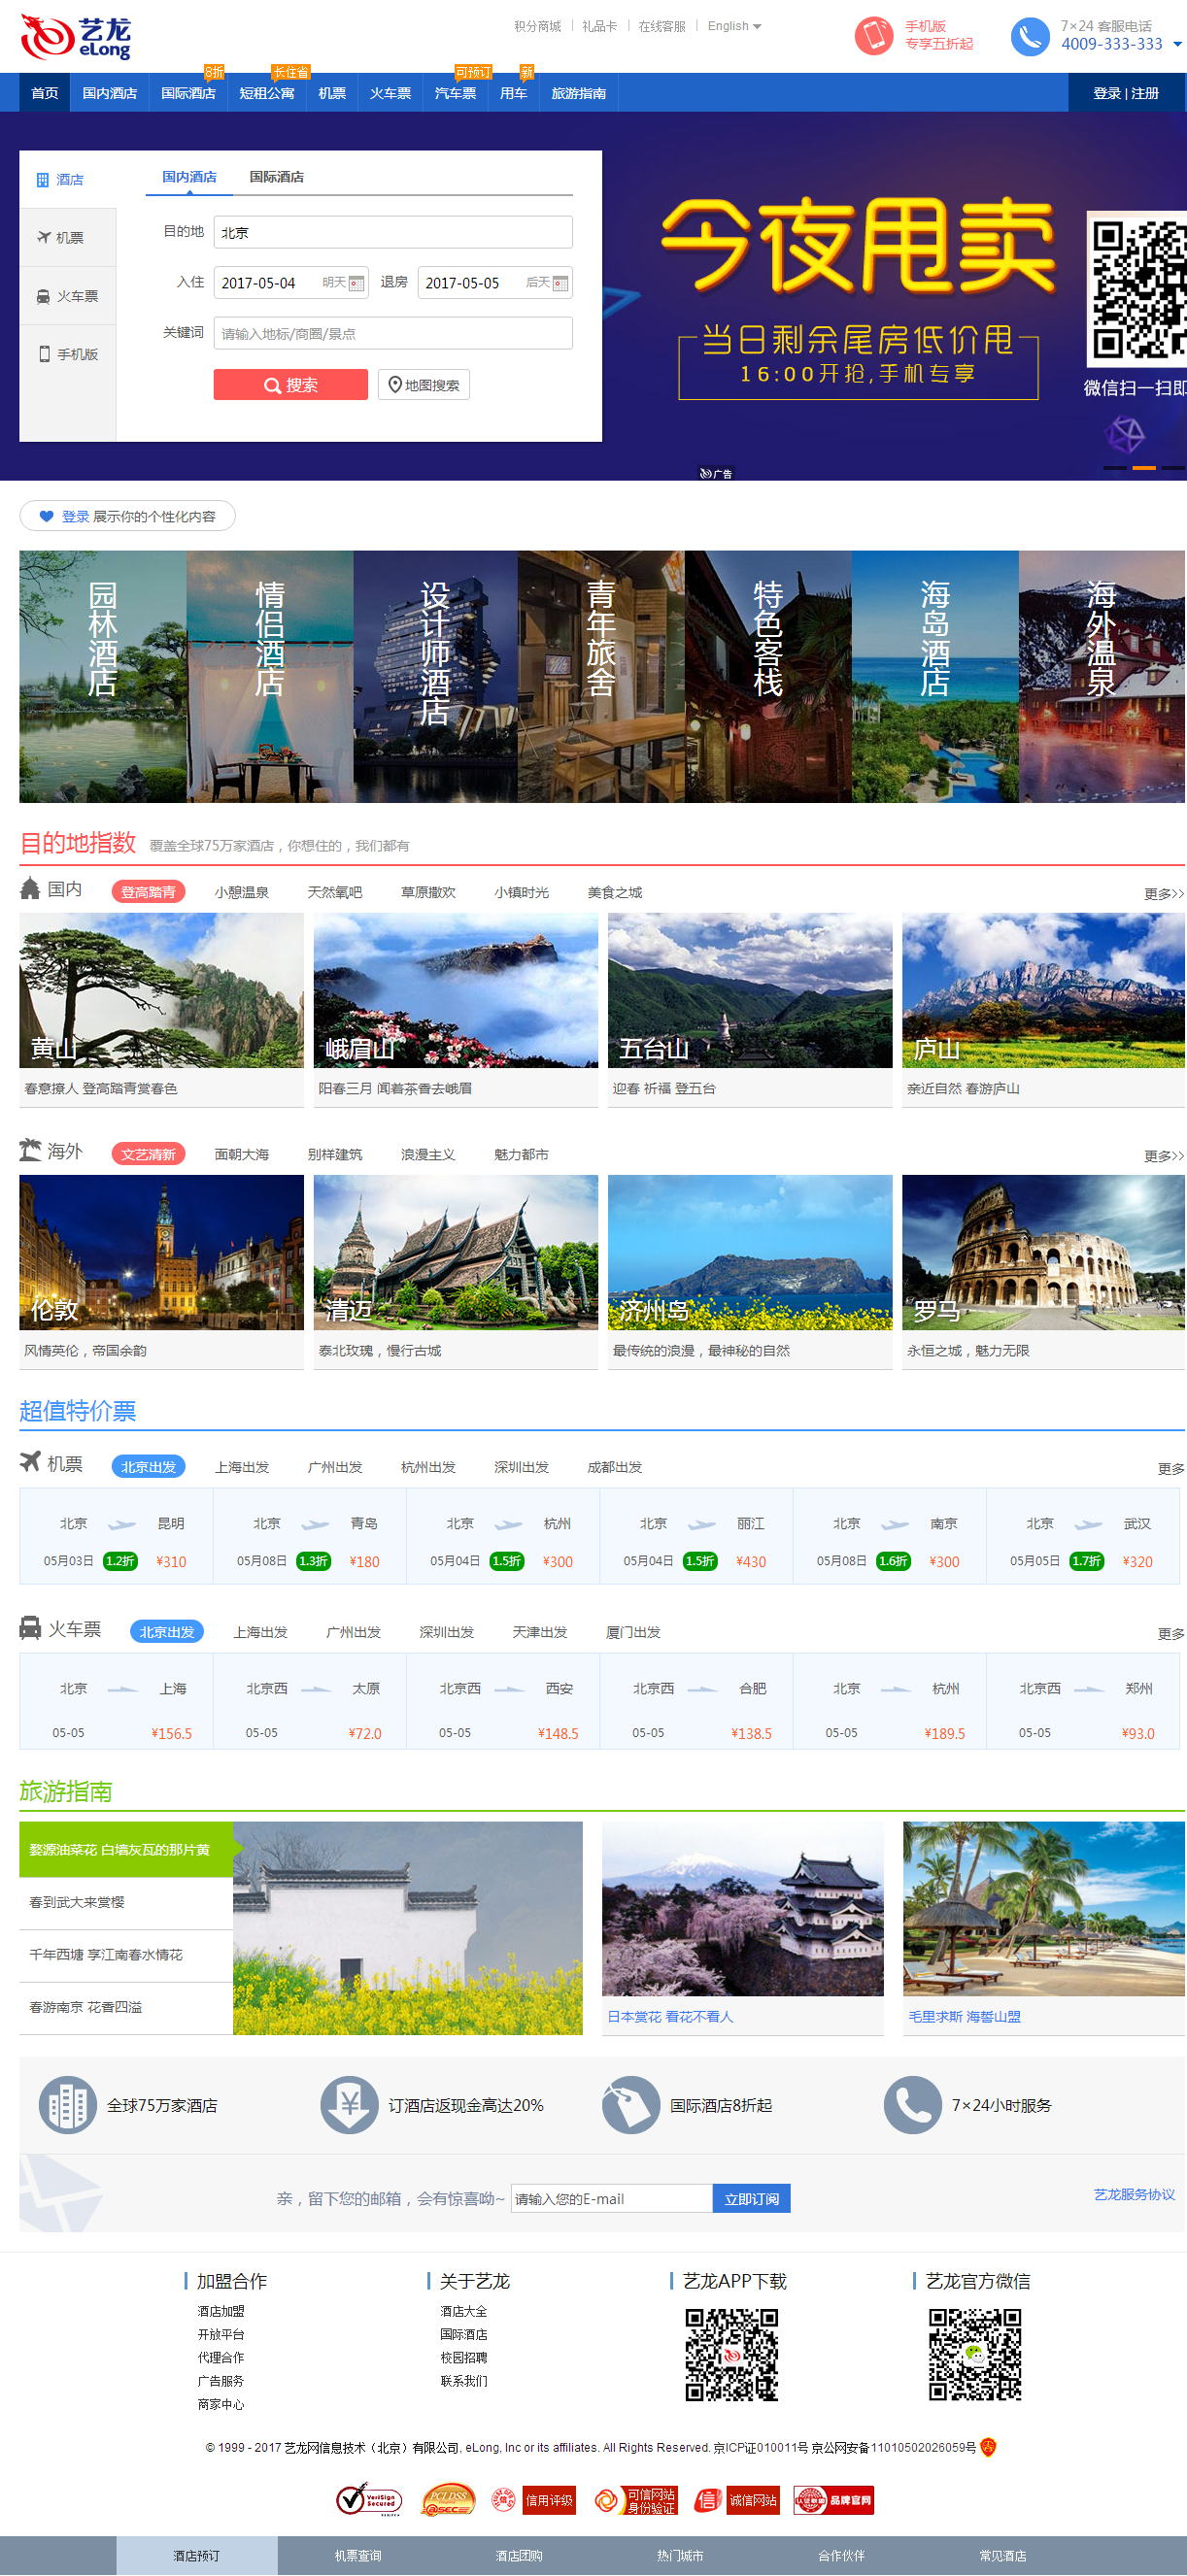 艺龙
eLong
积分商城 | 礼品卡 | 在线客服 | English
手机版
专享五折起
7×24 客服电话
4009-333-333
8折 长住省 可预订 新
首页 国内酒店 国际酒店 短租公寓 机票 火车票 汽车票 用车 旅游指南 登录 | 注册
酒店
机票
火车票
手机版
国内酒店 国际酒店
目的地 北京
入住 2017-05-04 明天 退房 2017-05-05 后天
关键词 请输入地标/商圈/景点
搜索 地图搜索
今夜甩卖
当日剩余尾房低价甩
16:00开抢,手机专享
微信扫一扫即
广告
登录 展示你的个性化内容
园林酒店
情侣酒店
设计师酒店
青年旅舍
特色客栈
海岛酒店
海外温泉
目的地指数 覆盖全球75万家酒店，你想住的，我们都有
国内 登高踏青 小憩温泉 天然氧吧 草原撒欢 小镇时光 美食之城 更多>>
黄山 峨眉山 五台山 庐山
春意撩人 登高踏青赏春色 阳春三月 闻着茶香去峨眉 迎春 祈福 登五台 亲近自然 春游庐山
海外 文艺清新 面朝大海 别样建筑 浪漫主义 魅力都市 更多>>
伦敦 清迈 济州岛 罗马
风情英伦，帝国余韵 泰北玫瑰，慢行古城 最传统的浪漫，最神秘的自然 永恒之城，魅力无限
超值特价票
机票 北京出发 上海出发 广州出发 杭州出发 深圳出发 成都出发 更多
北京 昆明 北京 青岛 北京 杭州 北京 丽江 北京 南京 北京 武汉
05月03日 1.2折 ¥310 05月08日 1.3折 ¥180 05月04日 1.5折 ¥300 05月04日 1.5折 ¥430 05月08日 1.6折 ¥300 05月05日 1.7折 ¥320
火车票 北京出发 上海出发 广州出发 深圳出发 天津出发 厦门出发 更多
北京 上海 北京西 太原 北京西 西安 北京西 合肥 北京 杭州 北京西 郑州
05-05 ¥156.5 05-05 ¥72.0 05-05 ¥148.5 05-05 ¥138.5 05-05 ¥189.5 05-05 ¥93.0
旅游指南
婺源油菜花 白墙灰瓦的那片黄
春到武大来赏樱
千年西塘 享江南春水情花
春游南京 花香四溢
日本赏花 看花不看人 毛里求斯 海誓山盟
全球75万家酒店 订酒店返现金高达20% 国际酒店8折起 7×24小时服务
亲，留下您的邮箱，会有惊喜呦~ 请输入您的E-mail 立即订阅 艺龙服务协议
加盟合作 关于艺龙 艺龙APP下载 艺龙官方微信
酒店加盟 酒店大全
开放平台 国际酒店
代理合作 校园招聘
广告服务 联系我们
商家中心
© 1999 - 2017 艺龙网信息技术（北京）有限公司, eLong, Inc or its affiliates. All Rights Reserved. 京ICP证010011号 京公网安备11010502026059号
VeriSign Secured PCI DSS @SEC 信用评级 可信网站 身份验证 诚信网站 品牌官网
酒店预订 机票查询 酒店团购 热门城市 合作伙伴 常见酒店